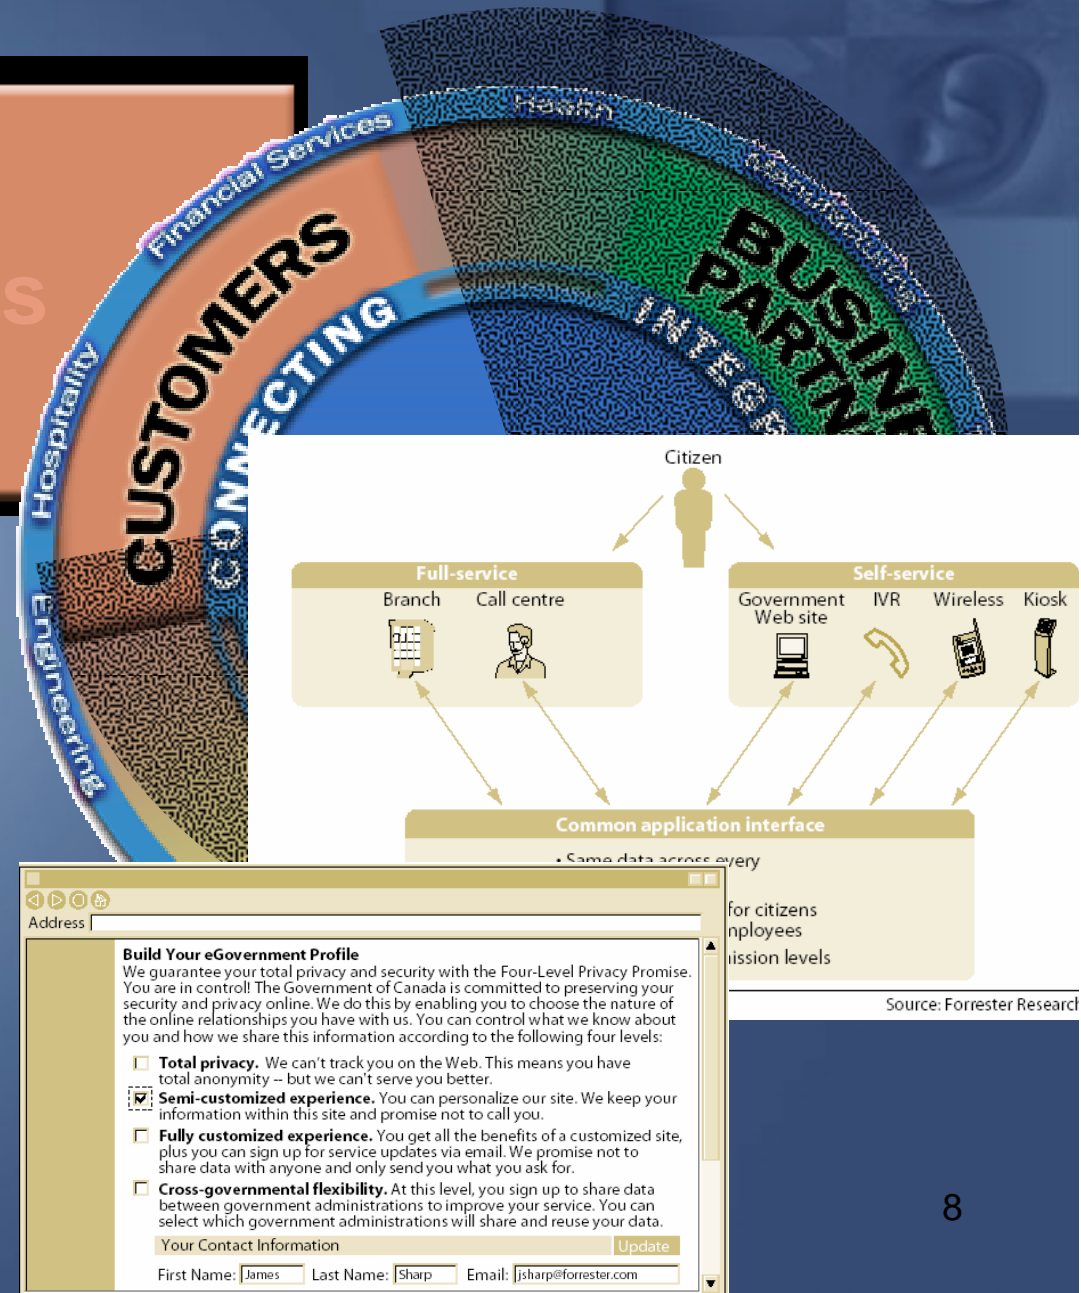 Health
Financial Services
Manufacturing
Hospitality
Engineering
CUSTOMERS
CONNECTING
BUSINE
PARTN
INTEG
s
Citizen
Full-service
Branch Call centre
Self-service
Government IVR Wireless Kiosk
Web site
Common application interface
• Same data across every
for citizens
mployees
ission levels
Source: Forrester Research
Address
Build Your eGovernment Profile
We guarantee your total privacy and security with the Four-Level Privacy Promise.
You are in control! The Government of Canada is committed to preserving your
security and privacy online. We do this by enabling you to choose the nature of
the online relationships you have with us. You can control what we know about
you and how we share this information according to the following four levels:
Total privacy. We can't track you on the Web. This means you have
total anonymity -- but we can't serve you better.
Semi-customized experience. You can personalize our site. We keep your
information within this site and promise not to call you.
Fully customized experience. You get all the benefits of a customized site,
plus you can sign up for service updates via email. We promise not to
share data with anyone and only send you what you ask for.
Cross-governmental flexibility. At this level, you sign up to share data
between government administrations to improve your service. You can
select which government administrations will share and reuse your data.
Your Contact Information Update
First Name: James Last Name: Sharp Email: jsharp@forrester.com
8